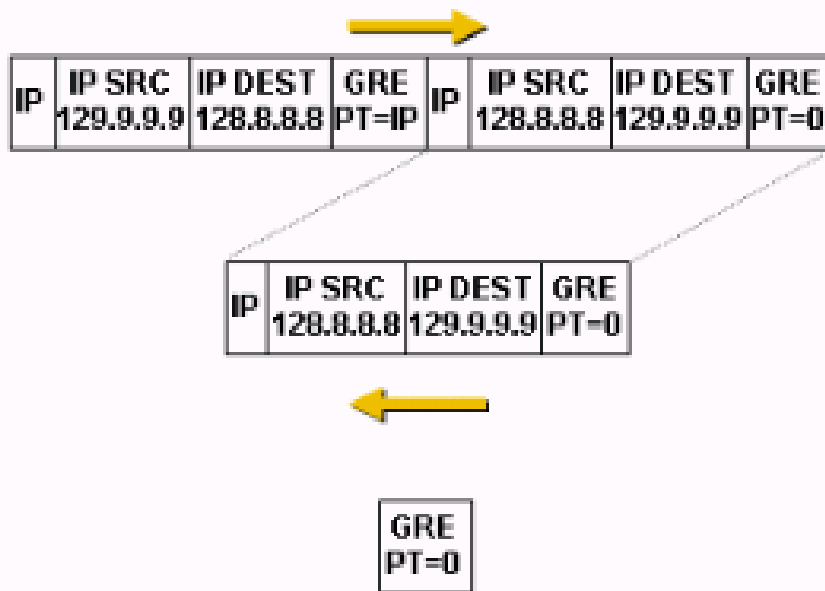 IP IP SRC IP DEST GRE IP IP SRC IP DEST GRE
129.9.9.9 128.8.8.8 PT=IP 128.8.8.8 129.9.9.9 PT=0
IP IP SRC IP DEST GRE
128.8.8.8 129.9.9.9 PT=0
GRE
PT=0